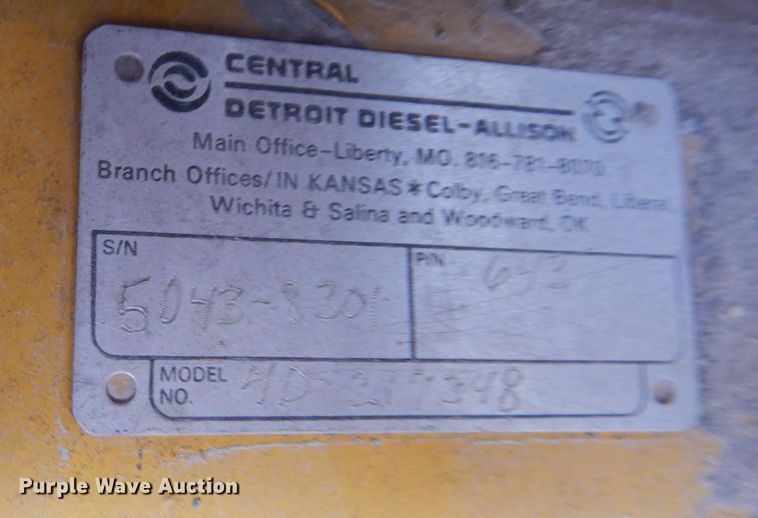 CENTRAL
DETROIT DIESEL-ALLISON
Main Office-Liberty, MO. 816-781-8070
Branch Offices/IN KANSAS*Colby, Great Bend, Liberal
Wichita & Salina and Woodward, OK
S/N
5043-8301
P/N
MODEL NO.
217348
Purple Wave Auction